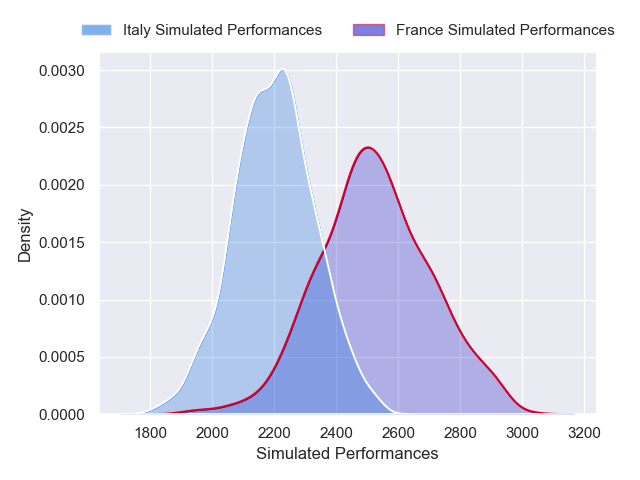 Italy Simulated Performances France Simulated Performances
0.0030
0.0025
0.0020
0.0015
0.0010
0.0005
0.0000
Density
1800 2000 2200 2400 2600 2800 3000 3200
Simulated Performances